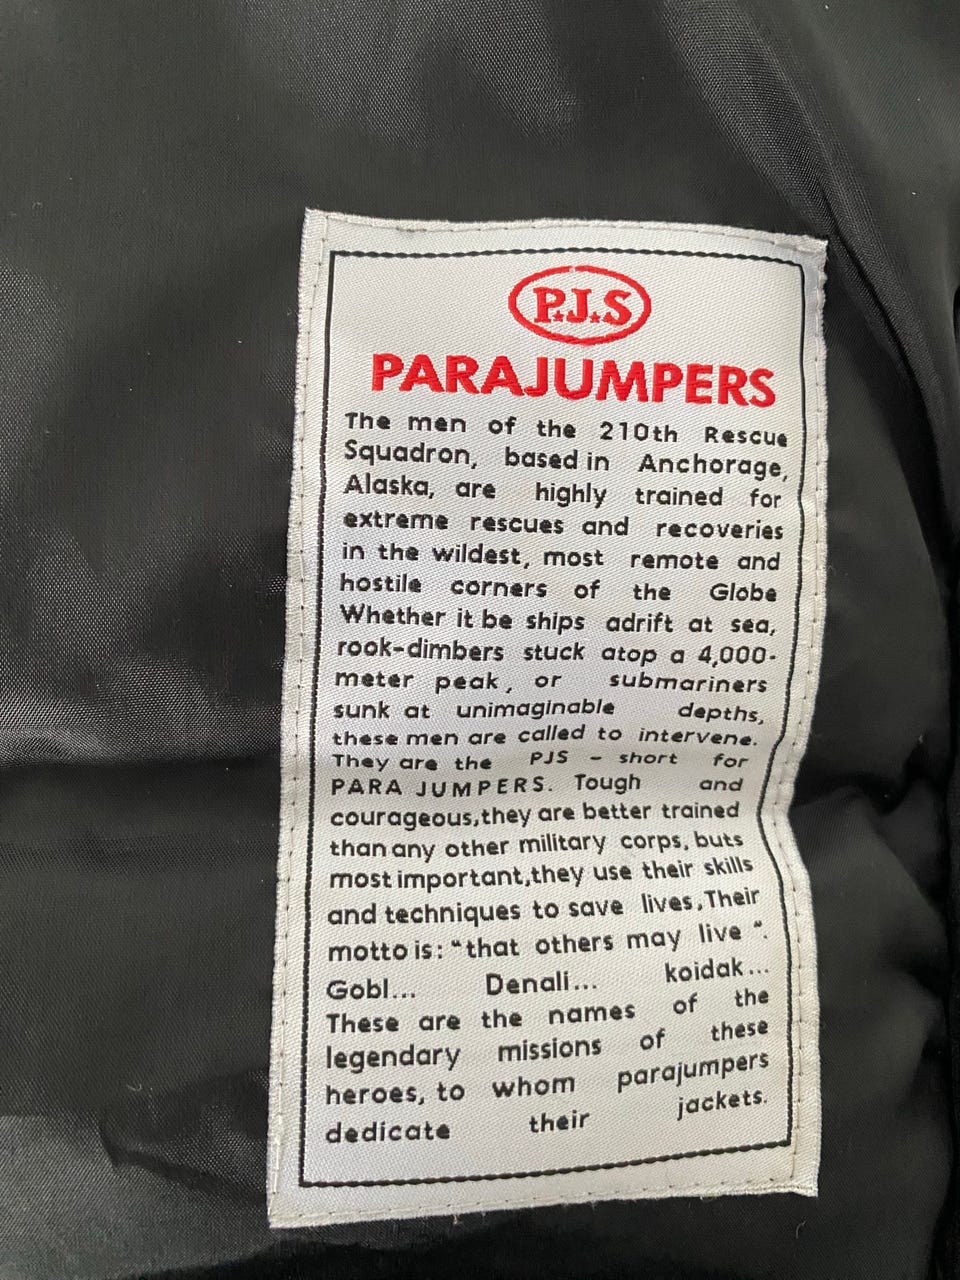 P.J.S
PARAJUMPERS
The men of the 210th Rescue
Squadron, based in Anchorage,
Alaska, are highly trained for
extreme rescues and recoveries
in the wildest, most remote and
hostile corners of the Globe
Whether it be ships adrift at sea,
rook-dimbers stuck atop a 4,000-
meter peak, or submariners
sunk at unimaginable depths,
these men are called to intervene.
They are the PJS - short for
PARA JUMPERS. Tough and
courageous,they are better trained
than any other military corps, buts
most important,they use their skills
and techniques to save lives.Their
motto is: “that others may live “.
Gobl... Denali... koidak...
These are the names of the
legendary missions of these
heroes, to whom parajumpers
dedicate their jackets.